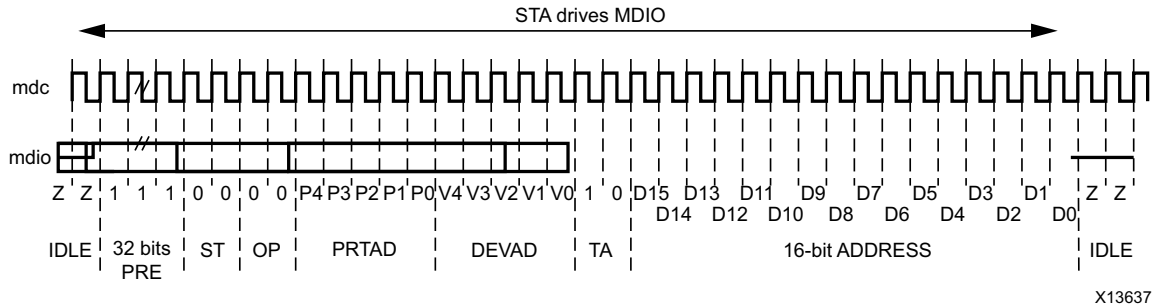 STA drives MDIO
mdc
mdio
Z Z 1 1 1 0 0 0 0 P4 P3 P2 P1 P0 V4 V3 V2 V1 V0 1 0 D15 D13 D11 D9 D7 D5 D3 D1 Z Z
D14 D12 D10 D8 D6 D4 D2 D0
IDLE 32 bits ST OP PRTAD DEVAD TA 16-bit ADDRESS IDLE
PRE
X13637